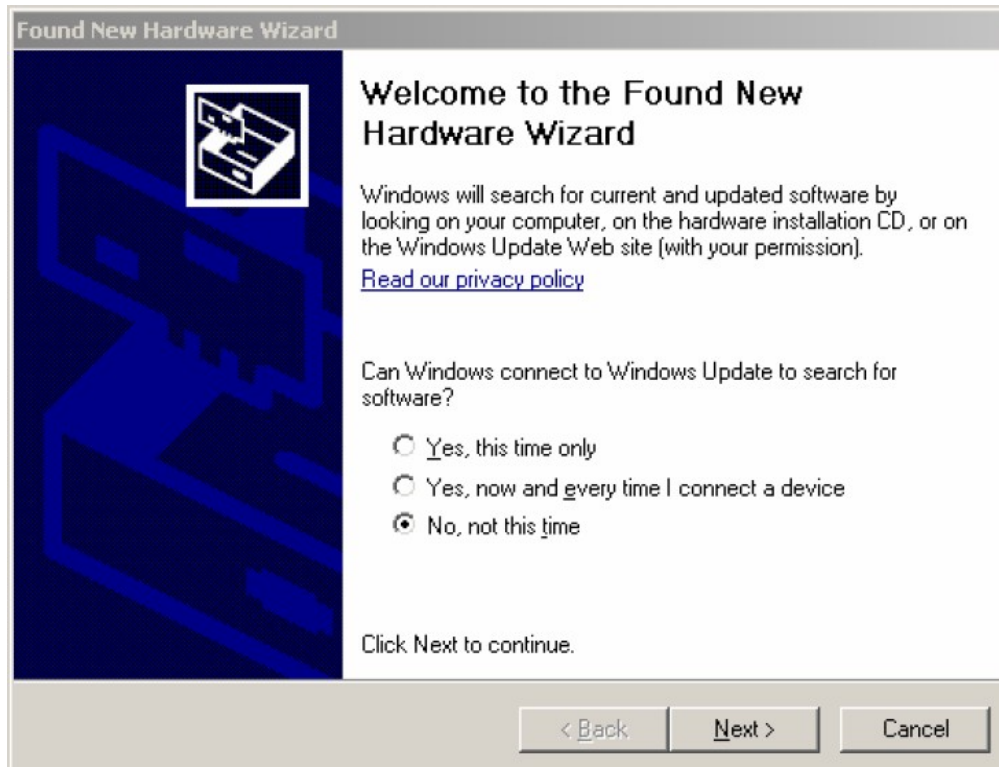 Found New Hardware Wizard
Welcome to the Found New
Hardware Wizard
Windows will search for current and updated software by
looking on your computer, on the hardware installation CD, or on
the Windows Update Web site (with your permission).
Read our privacy policy
Can Windows connect to Windows Update to search for
software?
Yes, this time only
Yes, now and every time I connect a device
No, not this time
Click Next to continue.
< Back
Next >
Cancel